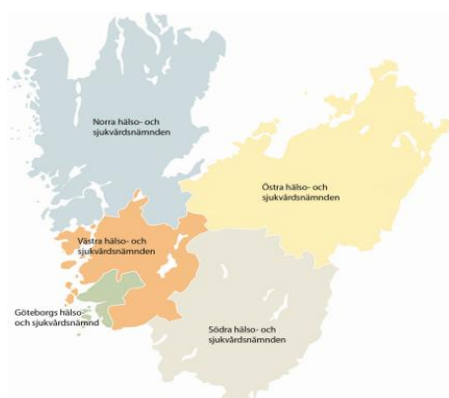 Norra hälso- och
sjukvårdsnämnden
Östra hälso- och
sjukvårdsnämnden
Västra hälso- och
sjukvårdsnämnden
Göteborgs hälso-
och sjukvårdsnämnd
Södra hälso- och
sjukvårdsnämnden